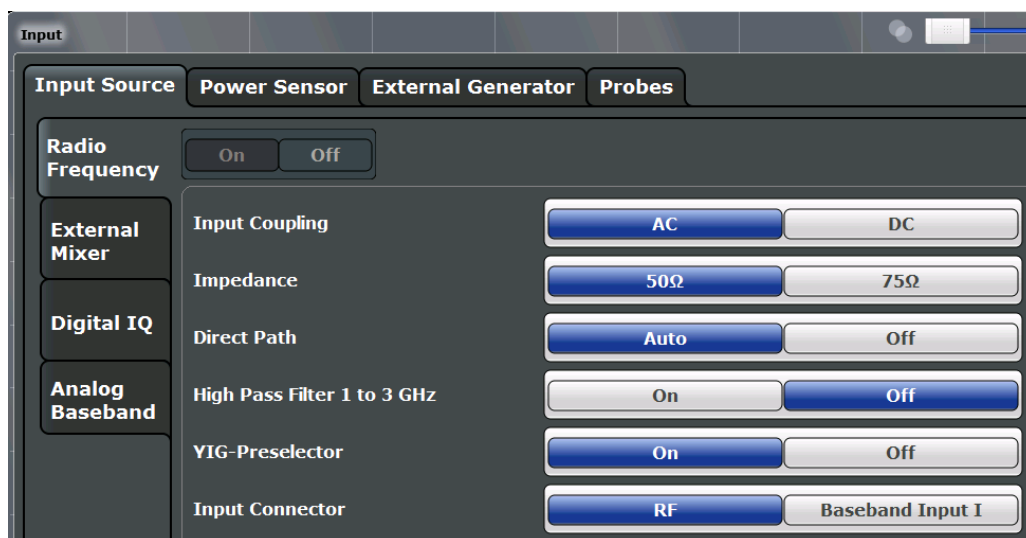 Input
Input Source Power Sensor External Generator Probes
Radio
Frequency
On Off
External
Mixer
Digital IQ
Analog
Baseband
Input Coupling AC DC
Impedance 50Ω 75Ω
Direct Path Auto Off
High Pass Filter 1 to 3 GHz On Off
YIG-Preselector On Off
Input Connector RF Baseband Input I